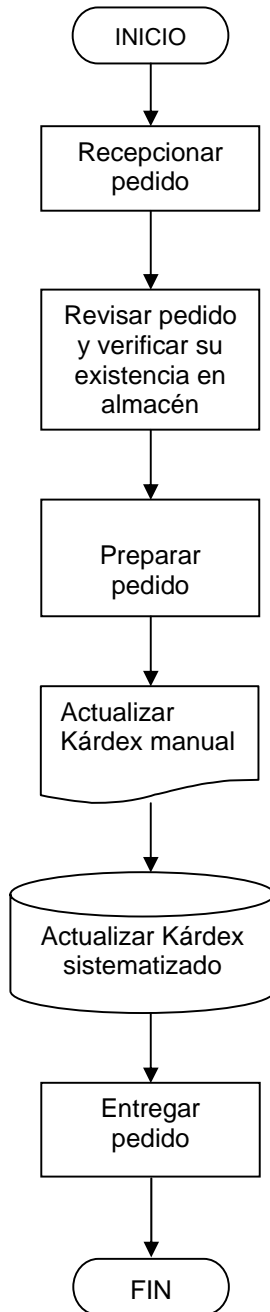 INICIO
Recepcionar
pedido
Revisar pedido
y verificar su
existencia en
almacén
Preparar
pedido
Actualizar
Kárdex manual
Actualizar Kárdex
sistematizado
Entregar
pedido
FIN